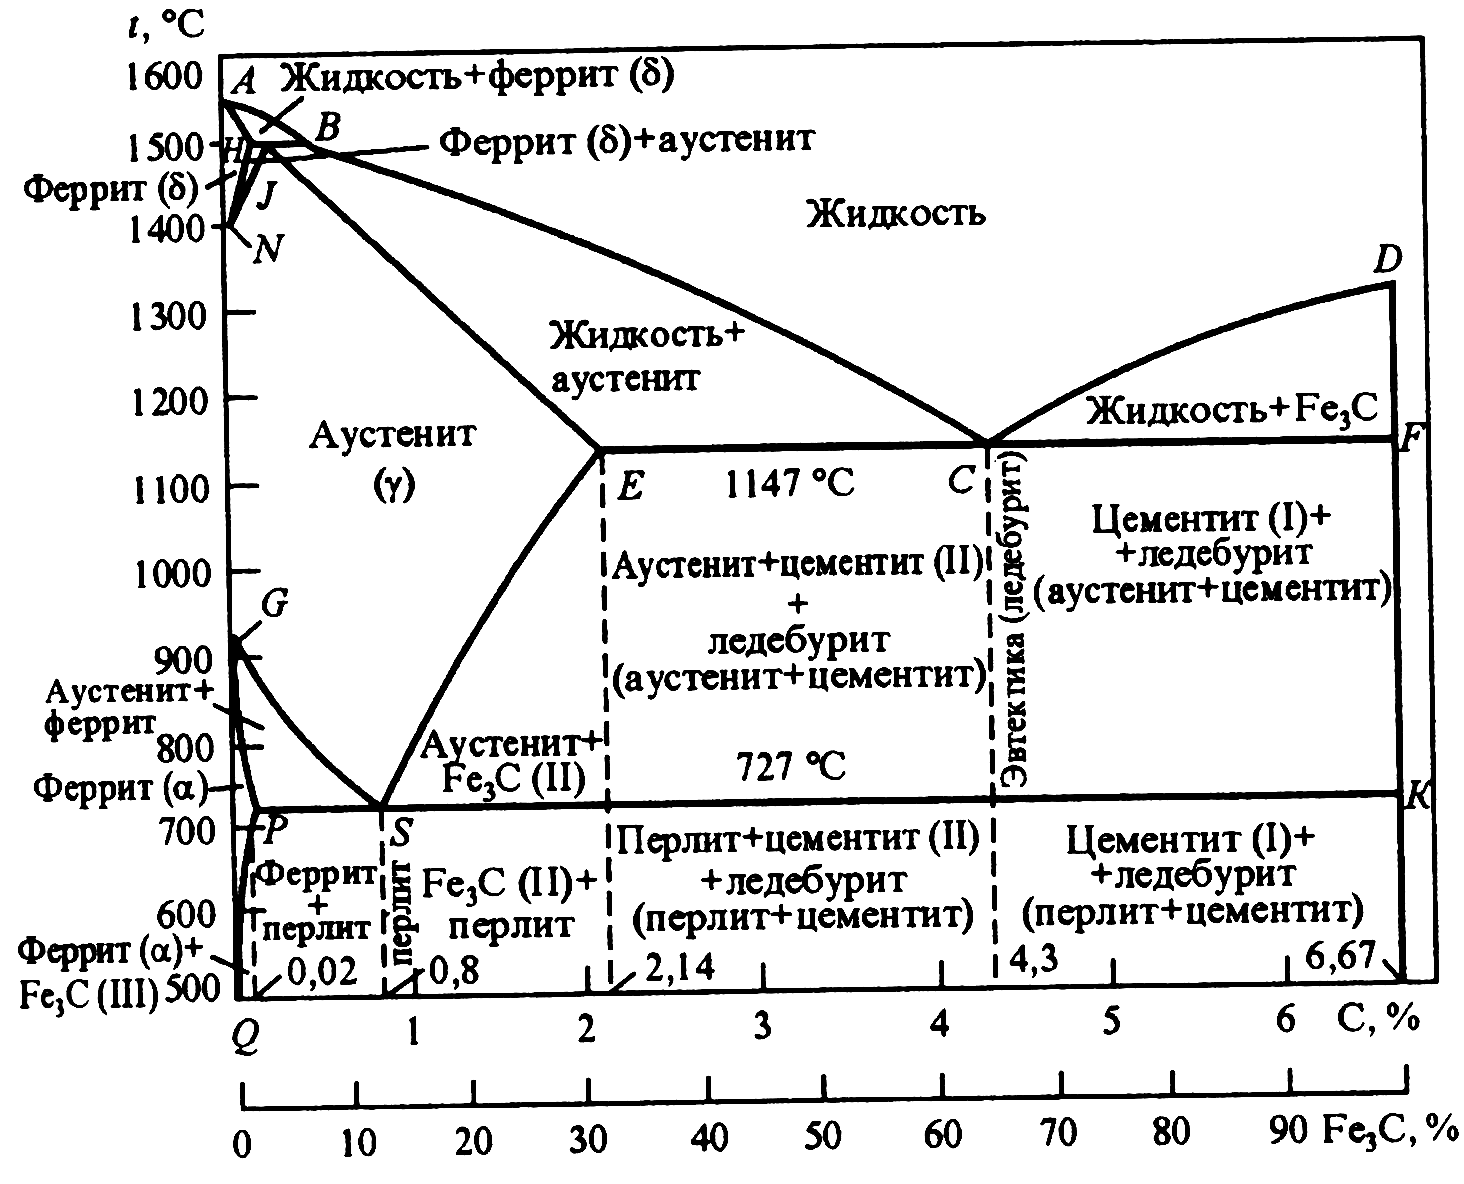 t, °C
1600
A
Жидкость+феррит (δ)
B
1500
H
Феррит (δ)+аустенит
Феррит (δ)
J
1400
N
Жидкость
D
1300
Жидкость+
аустенит
1200
Жидкость+Fe₃C
Аустенит
(γ)
F
1100
E
1147 °C
C
Эвтектика (ледебурит)
Цементит (I)+
+ледебурит
(аустенит+цементит)
1000
Аустенит+цементит (II)
+
ледебурит
(аустенит+цементит)
G
900
Аустенит+
феррит
800
Аустенит+
Fe₃C (II)
727 °C
Феррит (α)
K
700
P
S
Феррит
+
перлит
перлит
Fe₃C (II)+
перлит
Перлит+цементит (II)
+ледебурит
(перлит+цементит)
Цементит (I)+
+ледебурит
(перлит+цементит)
600
Феррит (α)+
Fe₃C (III)
500
0,02
0,8
2,14
4,3
6,67
Q
1
2
3
4
5
6
C, %
0
10
20
30
40
50
60
70
80
90
Fe₃C, %